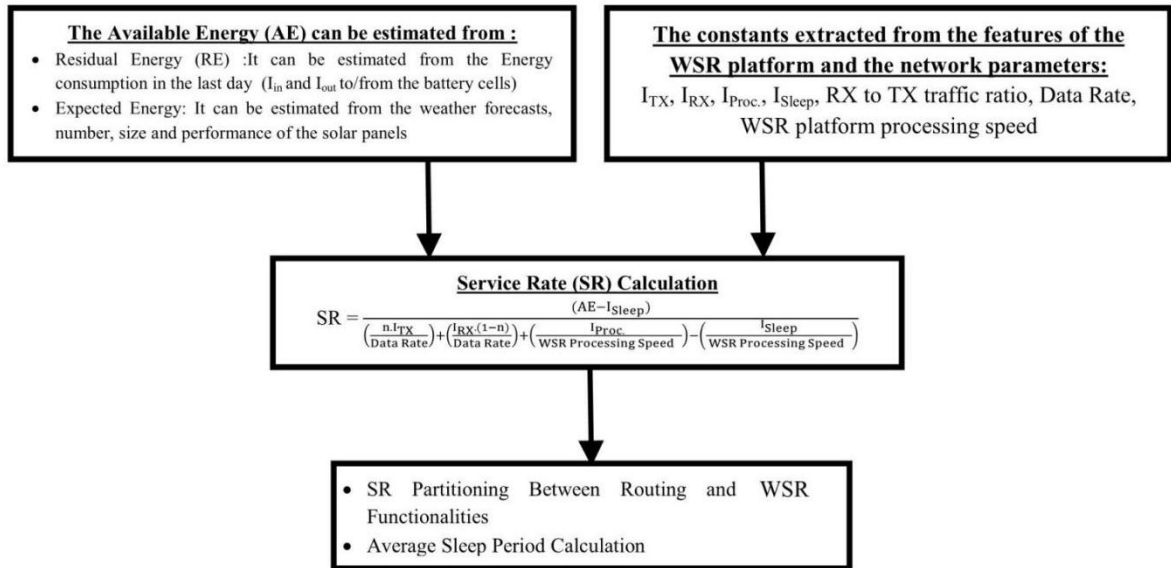 The Available Energy (AE) can be estimated from :
• Residual Energy (RE) :It can be estimated from the Energy
consumption in the last day (I_in and I_out to/from the battery cells)
• Expected Energy: It can be estimated from the weather forecasts,
number, size and performance of the solar panels
The constants extracted from the features of the
WSR platform and the network parameters:
I_TX, I_RX, I_Proc., I_Sleep, RX to TX traffic ratio, Data Rate,
WSR platform processing speed
Service Rate (SR) Calculation
SR = (AE−I_Sleep) / ((n.I_TX / Data Rate)+(I_RX.(1−n) / Data Rate)+(I_Proc. / WSR Processing Speed)−(I_Sleep / WSR Processing Speed))
• SR Partitioning Between Routing and WSR
Functionalities
• Average Sleep Period Calculation